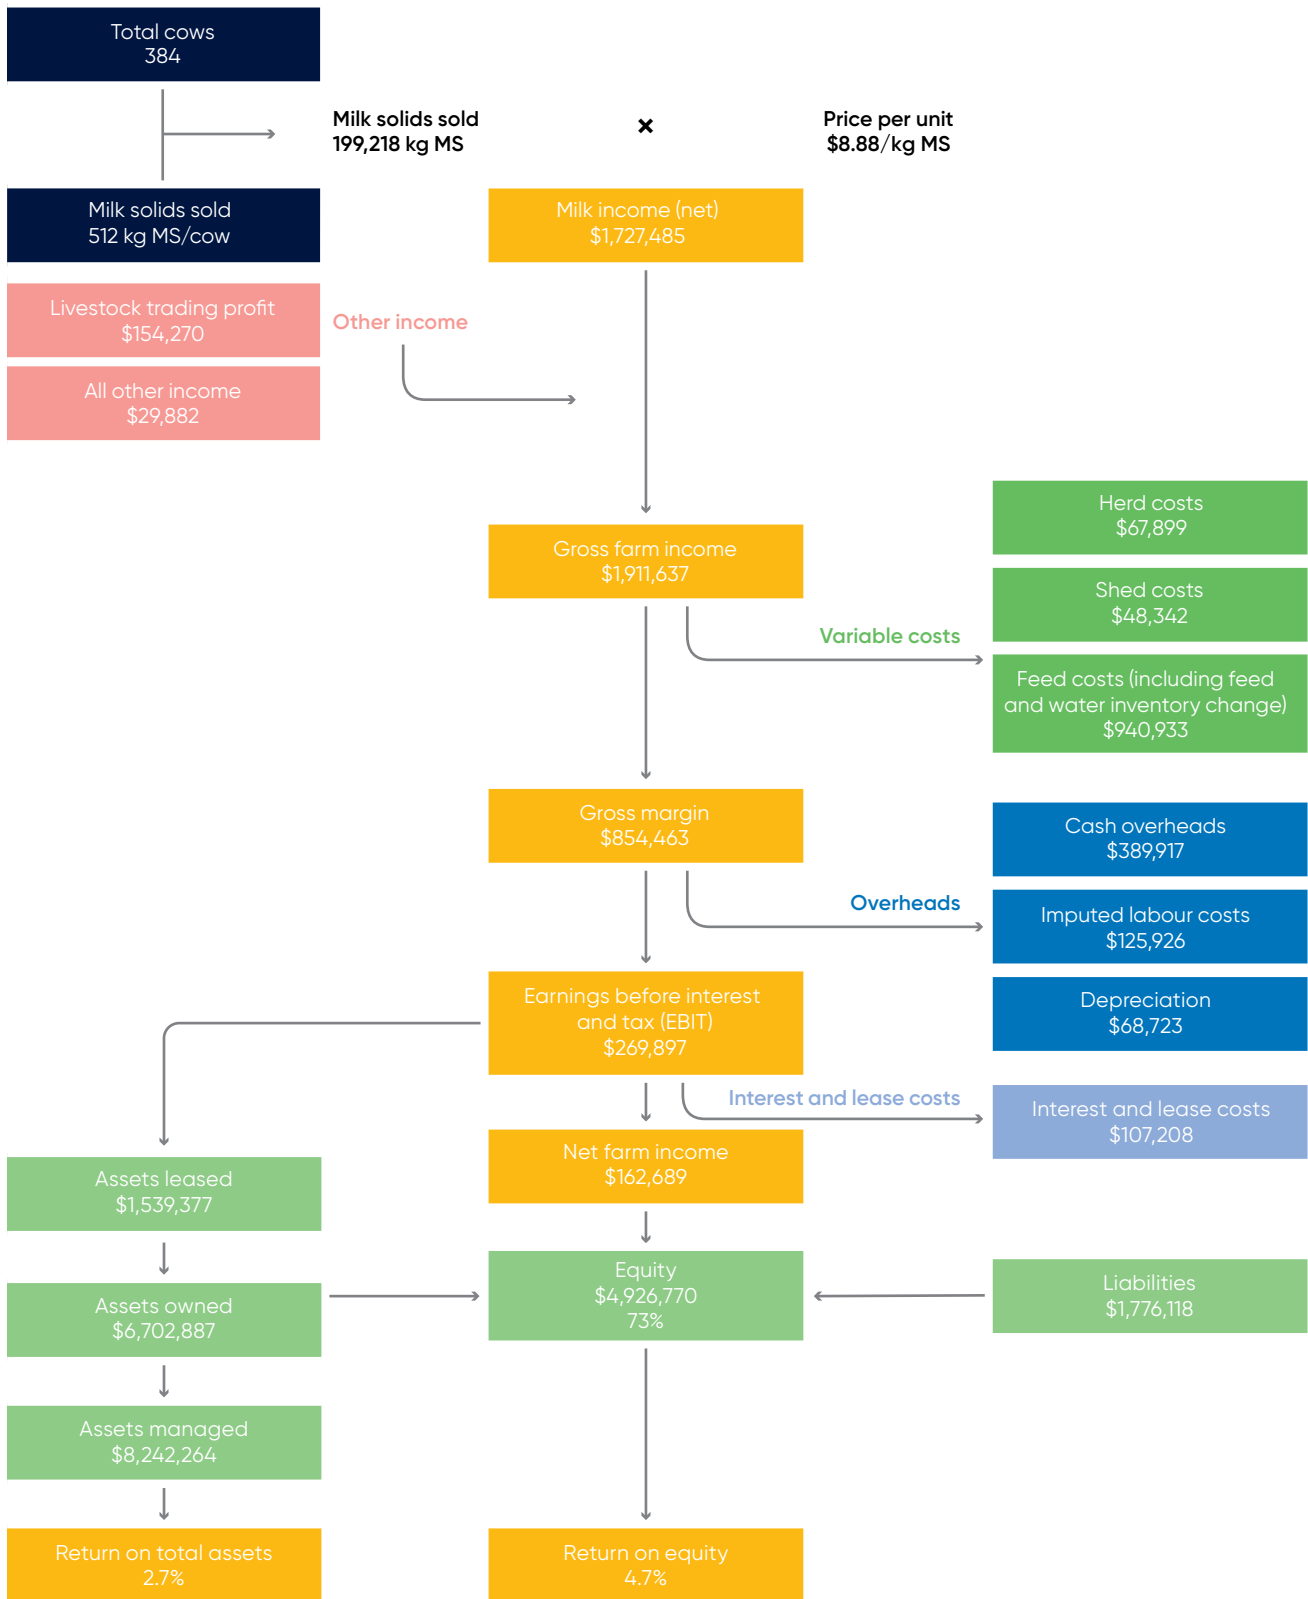 Total cows
384
Milk solids sold
199,218 kg MS
×
Price per unit
$8.88/kg MS
Milk solids sold
512 kg MS/cow
Milk income (net)
$1,727,485
Livestock trading profit
$154,270
Other income
All other income
$29,882
Gross farm income
$1,911,637
Herd costs
$67,899
Shed costs
$48,342
Variable costs
Feed costs (including feed
and water inventory change)
$940,933
Gross margin
$854,463
Cash overheads
$389,917
Overheads
Imputed labour costs
$125,926
Earnings before interest
and tax (EBIT)
$269,897
Depreciation
$68,723
Interest and lease costs
Interest and lease costs
$107,208
Net farm income
$162,689
Assets leased
$1,539,377
Equity
$4,926,770
73%
Liabilities
$1,776,118
Assets owned
$6,702,887
Assets managed
$8,242,264
Return on total assets
2.7%
Return on equity
4.7%